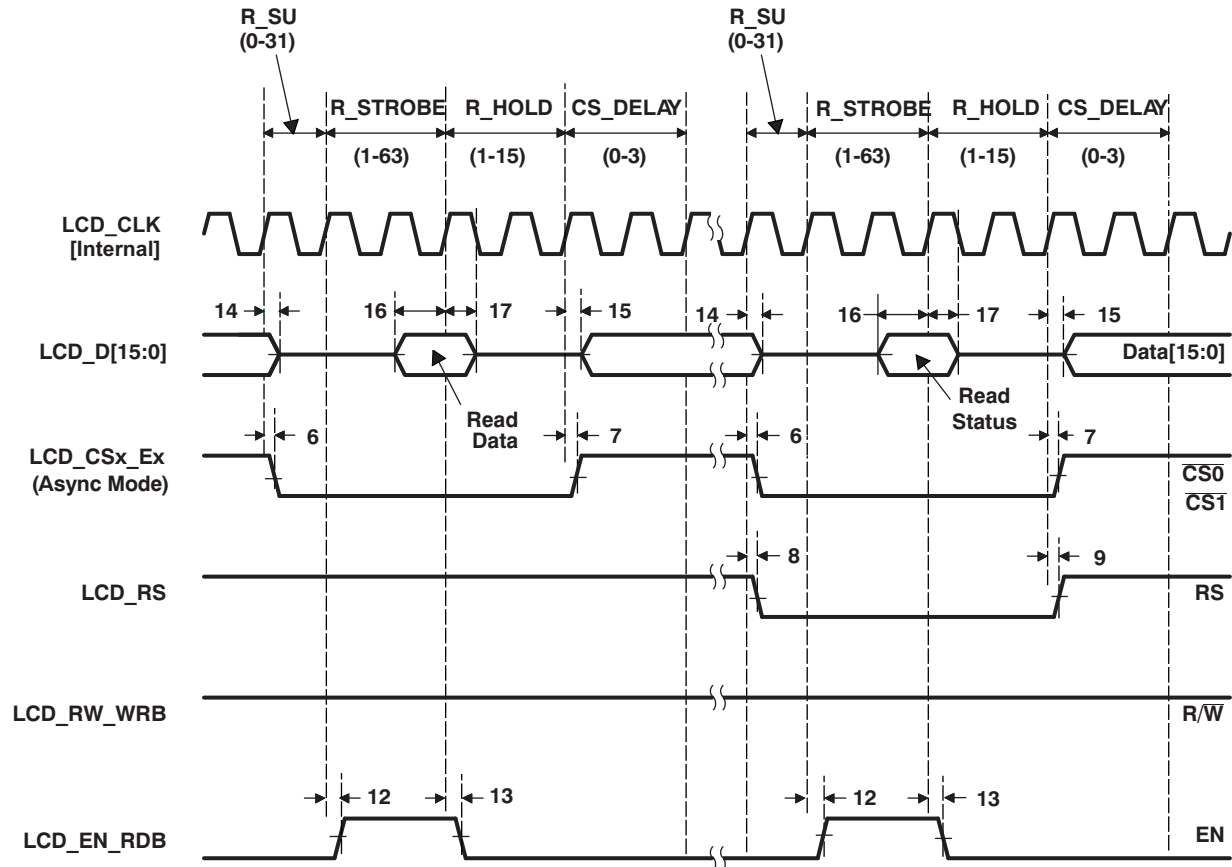 R_SU
(0-31)
R_SU
(0-31)
R_STROBE R_HOLD CS_DELAY R_STROBE R_HOLD CS_DELAY
(1-63) (1-15) (0-3) (1-63) (1-15) (0-3)
LCD_CLK
[Internal]
14 16 17 15 14 16 17 15
LCD_D[15:0] Data[15:0]
Read
Data
Read
Status
6 7 6 7
LCD_CSx_Ex
(Async Mode)
CS0
CS1
8 9
LCD_RS RS
LCD_RW_WRB R/W
12 13 12 13
LCD_EN_RDB EN